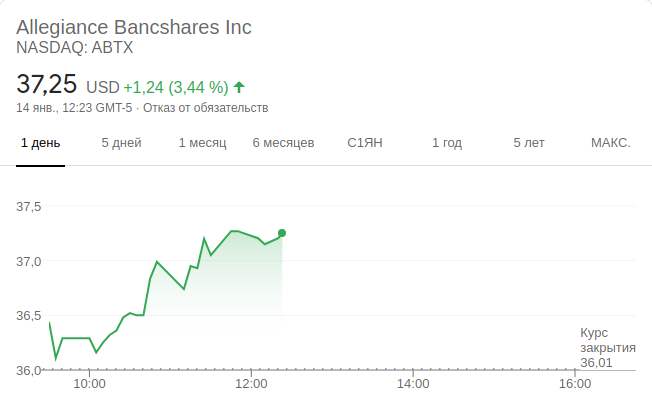 Allegiance Bancshares Inc
NASDAQ: ABTX
37,25 USD +1,24 (3,44 %)
14 янв., 12:23 GMT-5 · Отказ от обязательств
1 день 5 дней 1 месяц 6 месяцев С1ЯН 1 год 5 лет МАКС.
37,5
37,0
36,5
36,0
Курс
закрытия
36,01
10:00 12:00 14:00 16:00